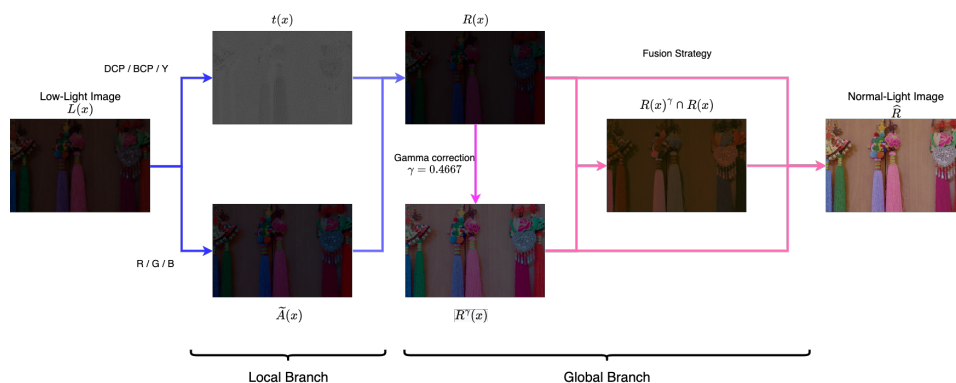 t(x)
R(x)
DCP / BCP / Y
Fusion Strategy
Low-Light Image
L(x)
R(x)^γ ∩ R(x)
Normal-Light Image
R̂
Gamma correction
γ = 0.4667
R / G / B
Ã(x)
R^γ(x)
Local Branch
Global Branch